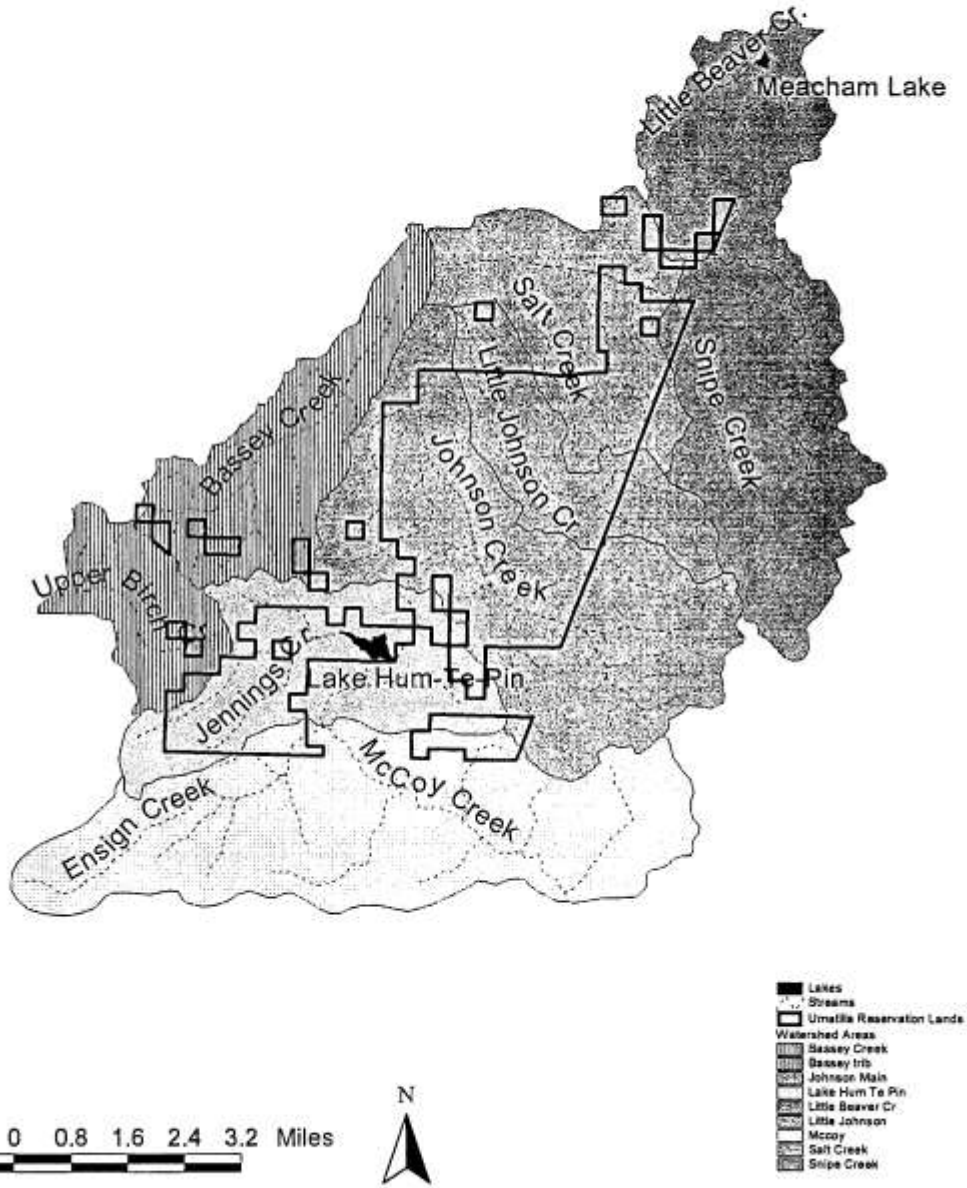 Little Beaver Cr.
Meacham Lake
Salt Creek
Little Johnson Cr
Snipe Creek
Bassey Creek
Johnson Creek
Upper Birch Cr
Jennings Cr
Lake Hum-Te-Pin
McCoy Creek
Ensign Creek
Lakes
Streams
Umatilla Reservation Lands
Watershed Areas
Bassey Creek
Bassey trib
Johnson Main
Lake Hum Te Pin
Little Beaver Cr
Little Johnson
Mccoy
Salt Creek
Snipe Creek
N
0 0.8 1.6 2.4 3.2 Miles